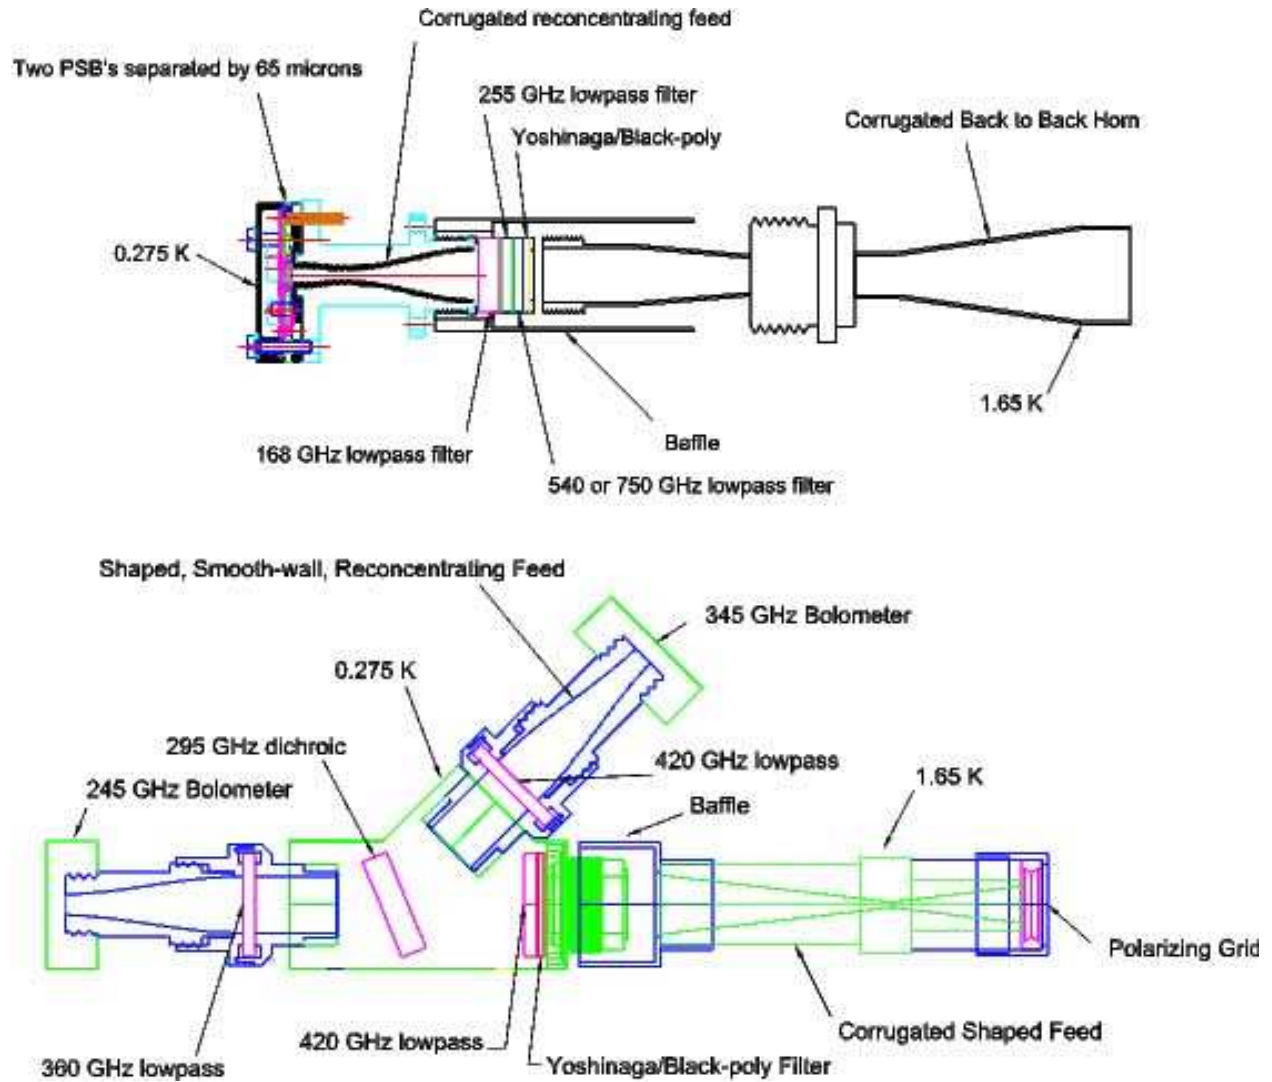 Corrugated reconcentrating feed
Two PSB's separated by 65 microns
255 GHz lowpass filter
Yoshinaga/Black-poly
Corrugated Back to Back Horn
0.275 K
1.65 K
Baffle
168 GHz lowpass filter
540 or 750 GHz lowpass filter
Shaped, Smooth-wall, Reconcentrating Feed
345 GHz Bolometer
0.275 K
295 GHz dichroic
420 GHz lowpass
1.65 K
245 GHz Bolometer
Baffle
Polarizing Grid
420 GHz lowpass
Corrugated Shaped Feed
360 GHz lowpass
Yoshinaga/Black-poly Filter